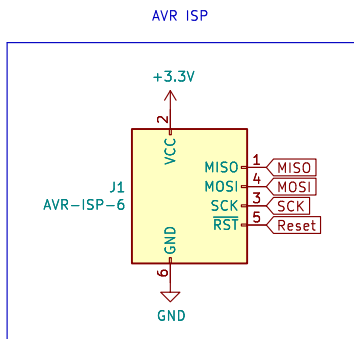 AVR ISP
+3.3V
2
VCC
MISO 1 MISO
J1 MOSI 4 MOSI
AVR-ISP-6 SCK 3 SCK
RST 5 Reset
GND
6
GND